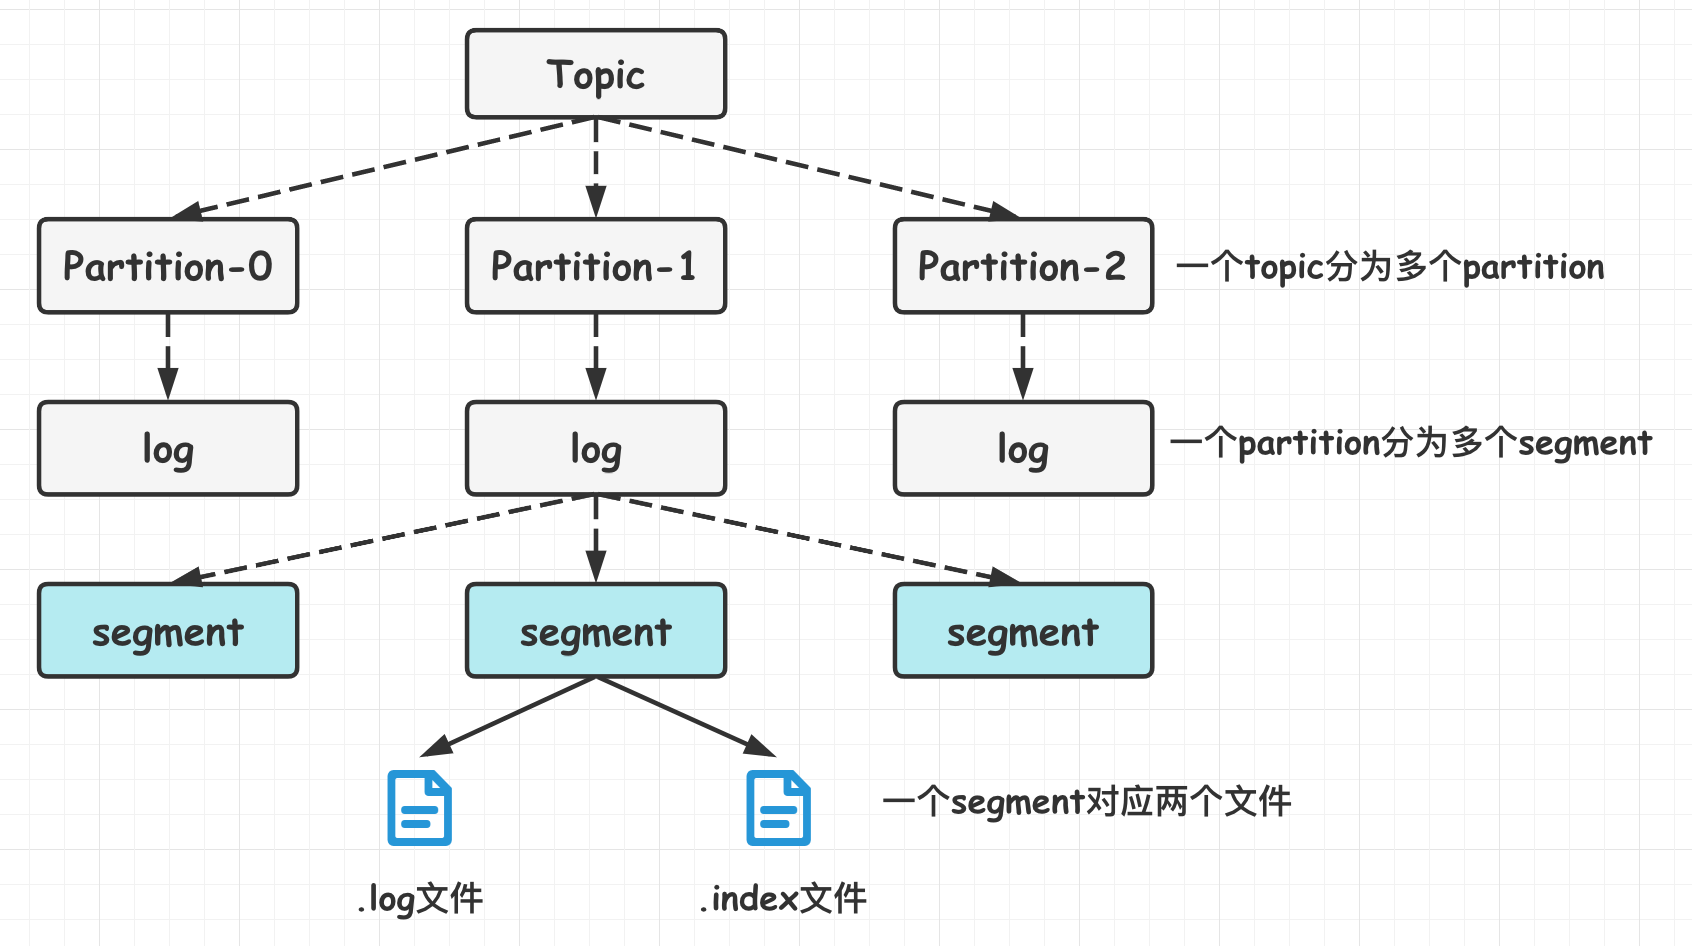 Topic
Partition-0
Partition-1
Partition-2
一个topic分为多个partition
log
log
log
一个partition分为多个segment
segment
segment
segment
一个segment对应两个文件
.log文件
.index文件